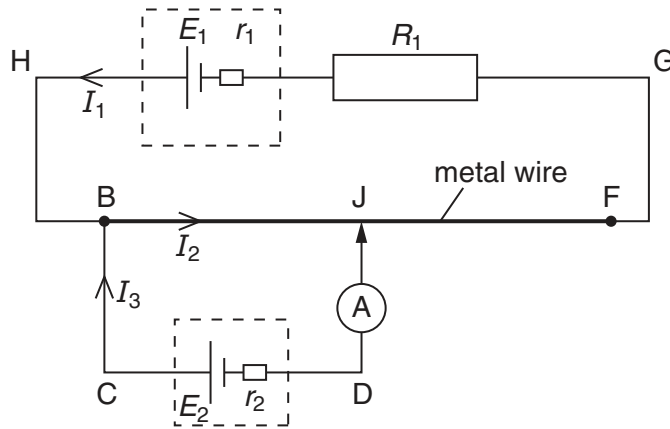 E₁ r₁ R₁
H G
I₁
metal wire
B J F
I₂
I₃
A
C D
E₂ r₂